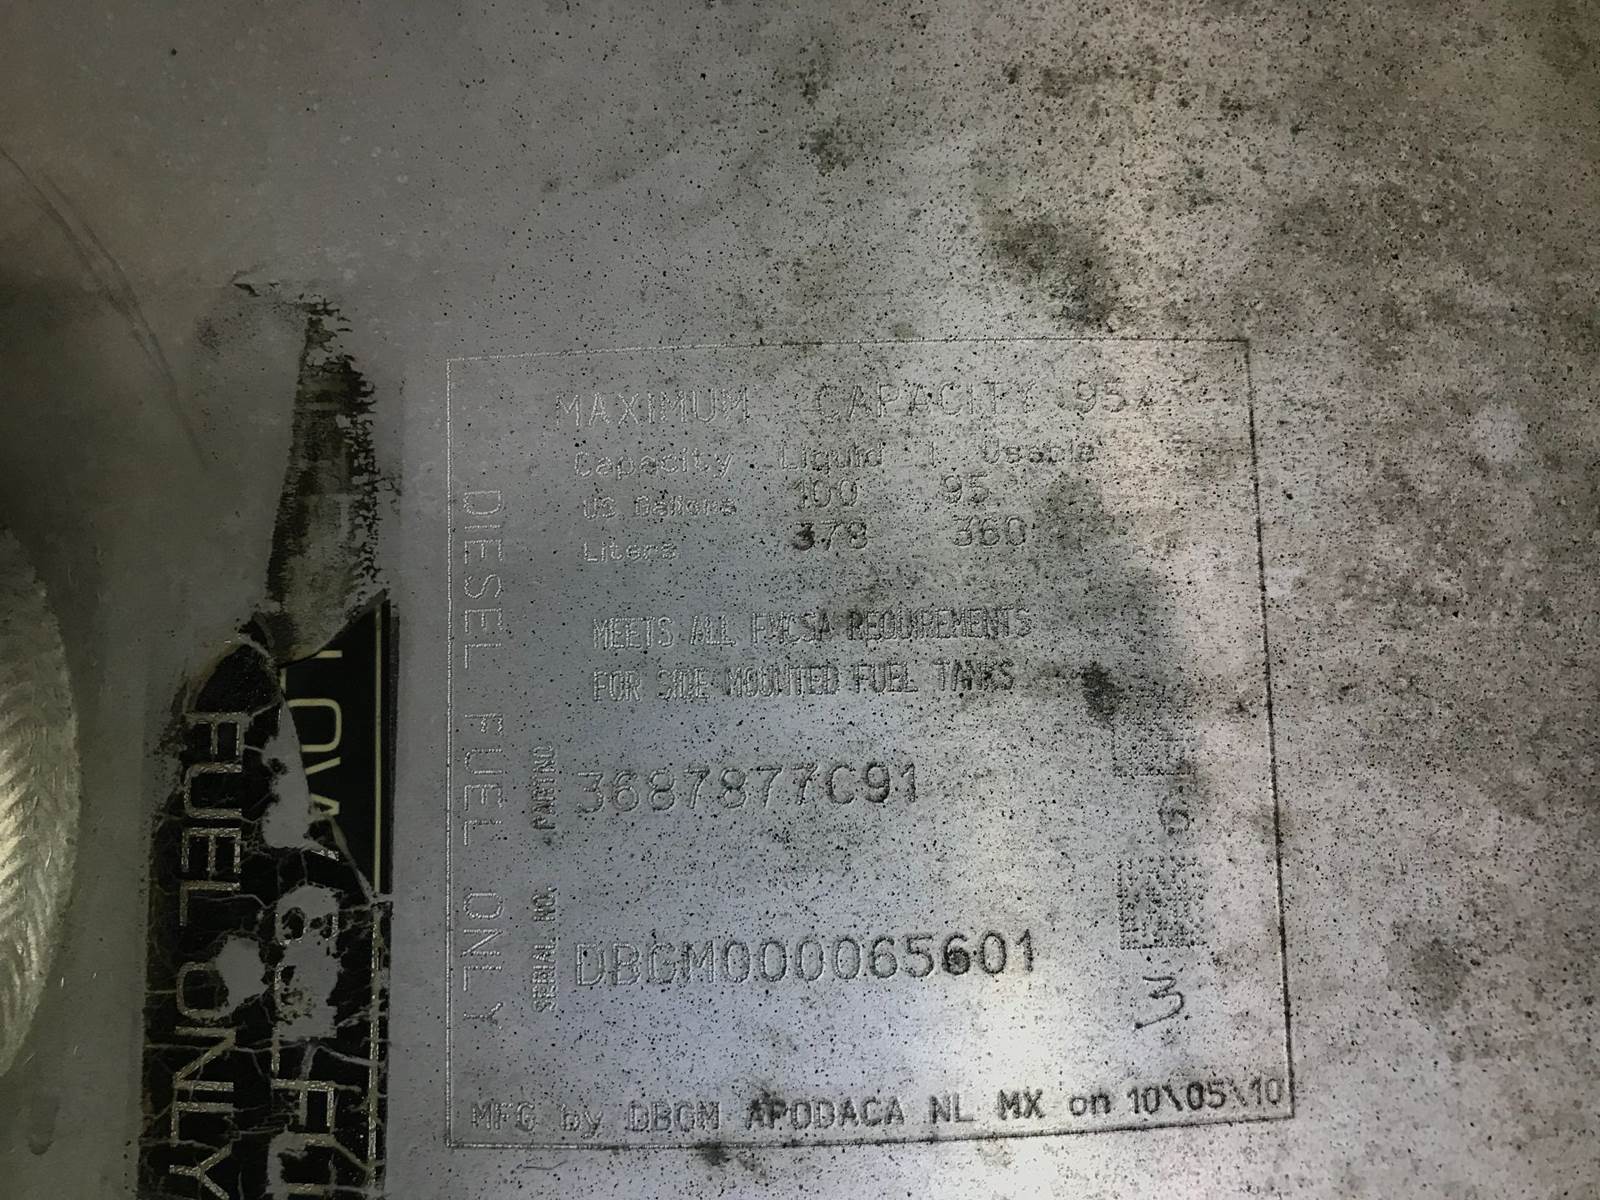 MAXIMUM CAPACITY 95%
Capacity Liquid | Usable
US Gallons 100 95
Liters 378 360
MEETS ALL FMCSA REQUIREMENTS
FOR SIDE MOUNTED FUEL TANKS
DIESEL FUEL ONLY
3687877C91
SERIAL NO.
DBGM000065601
3
MFG by DBGM APODACA NL MX on 10\05\10
FUEL ONLY